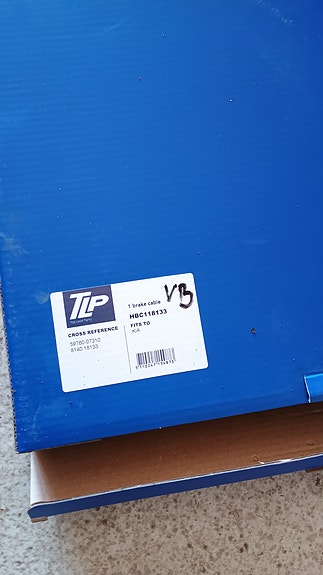 TLP
1 brake cable
VB
HBC118133
CROSS REFERENCE
FITS TO
59760-07310
KIA
8140 18133